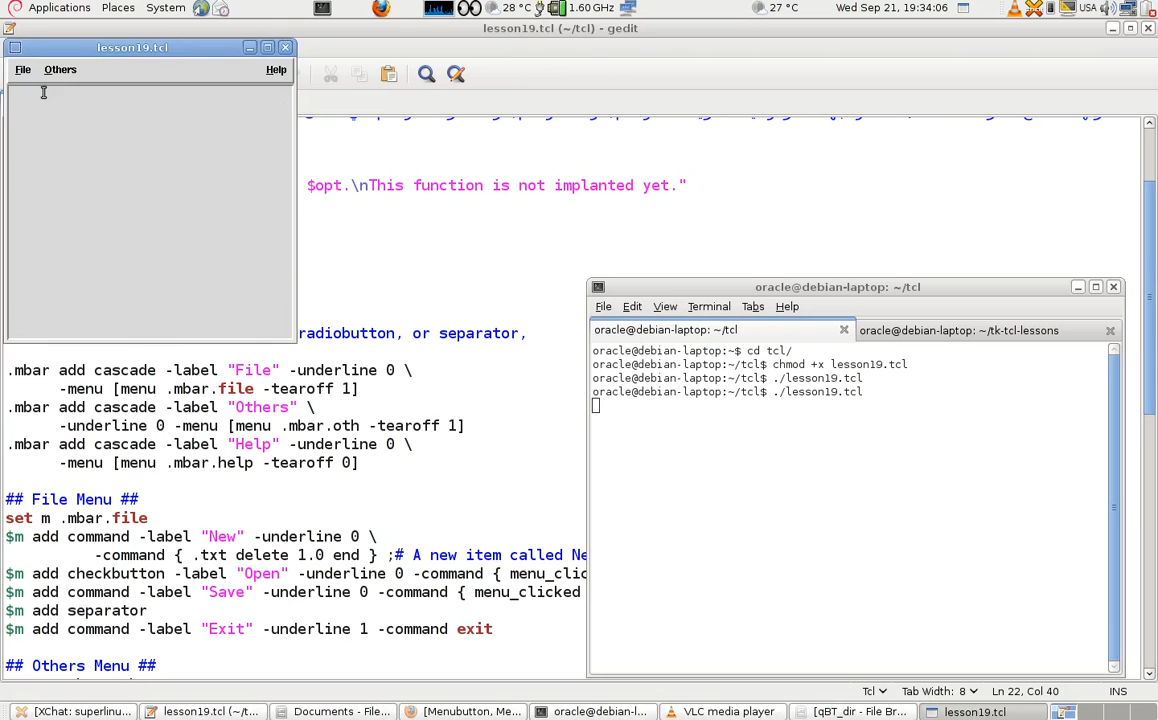 Applications Places System 28 °C 1.60 GHz 27 °C Wed Sep 21, 19:34:06 USA
lesson19.tcl (~/tcl) - gedit
lesson19.tcl
File Others Help
$opt.\nThis function is not implanted yet."
radiobutton, or separator,
.mbar add cascade -label "File" -underline 0 \
-menu [menu .mbar.file -tearoff 1]
.mbar add cascade -label "Others" \
-underline 0 -menu [menu .mbar.oth -tearoff 1]
.mbar add cascade -label "Help" -underline 0 \
-menu [menu .mbar.help -tearoff 0]
## File Menu ##
set m .mbar.file
$m add command -label "New" -underline 0 \
-command { .txt delete 1.0 end } ;# A new item called Ne
$m add checkbutton -label "Open" -underline 0 -command { menu_clic
$m add command -label "Save" -underline 0 -command { menu_clicked
$m add separator
$m add command -label "Exit" -underline 1 -command exit
## Others Menu ##
oracle@debian-laptop: ~/tcl
File Edit View Terminal Tabs Help
oracle@debian-laptop: ~/tcl oracle@debian-laptop: ~/tk-tcl-lessons
oracle@debian-laptop:~$ cd tcl/
oracle@debian-laptop:~/tcl$ chmod +x lesson19.tcl
oracle@debian-laptop:~/tcl$ ./lesson19.tcl
oracle@debian-laptop:~/tcl$ ./lesson19.tcl
Tcl Tab Width: 8 Ln 22, Col 40 INS
[XChat: superlinu... lesson19.tcl (~/t... Documents - File... [Menubutton, Me... oracle@debian-l... VLC media player [qBT_dir - File Br... lesson19.tcl